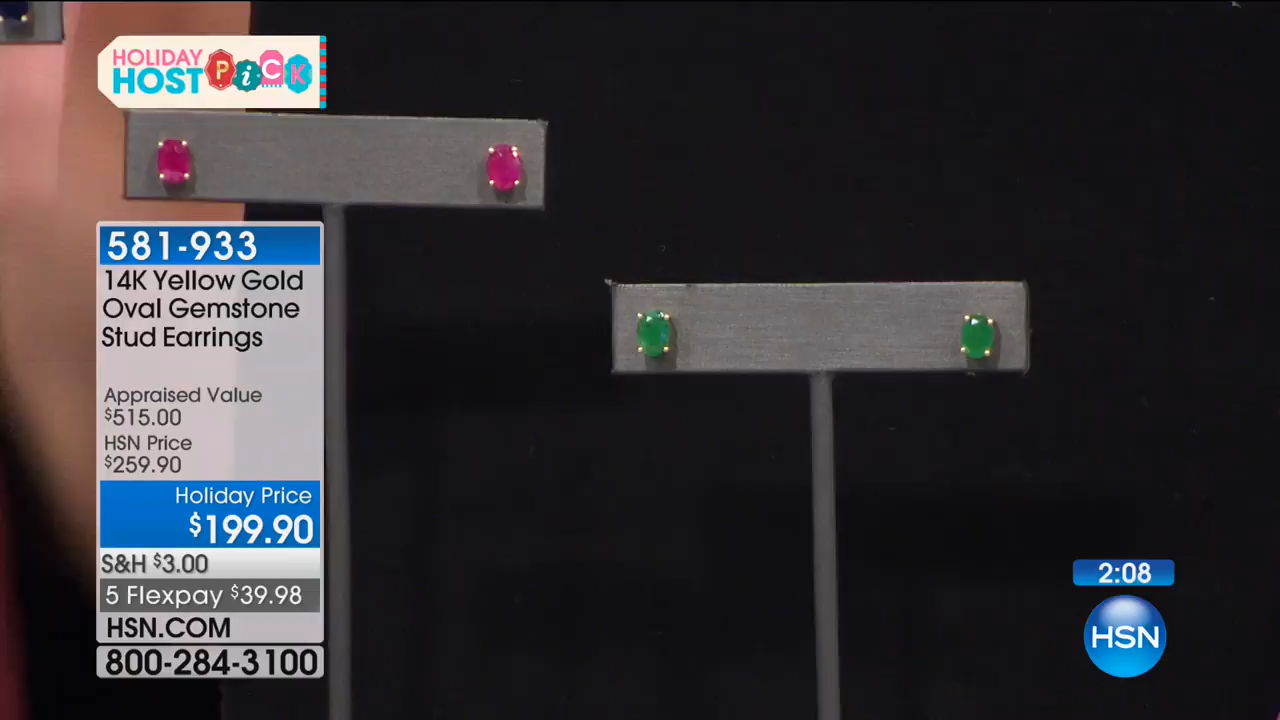 HOLIDAY
HOST PiCK
581-933
14K Yellow Gold
Oval Gemstone
Stud Earrings
Appraised Value
$515.00
HSN Price
$259.90
Holiday Price
$199.90
S&H $3.00
5 Flexpay $39.98
HSN.COM
800-284-3100
2:08
HSN